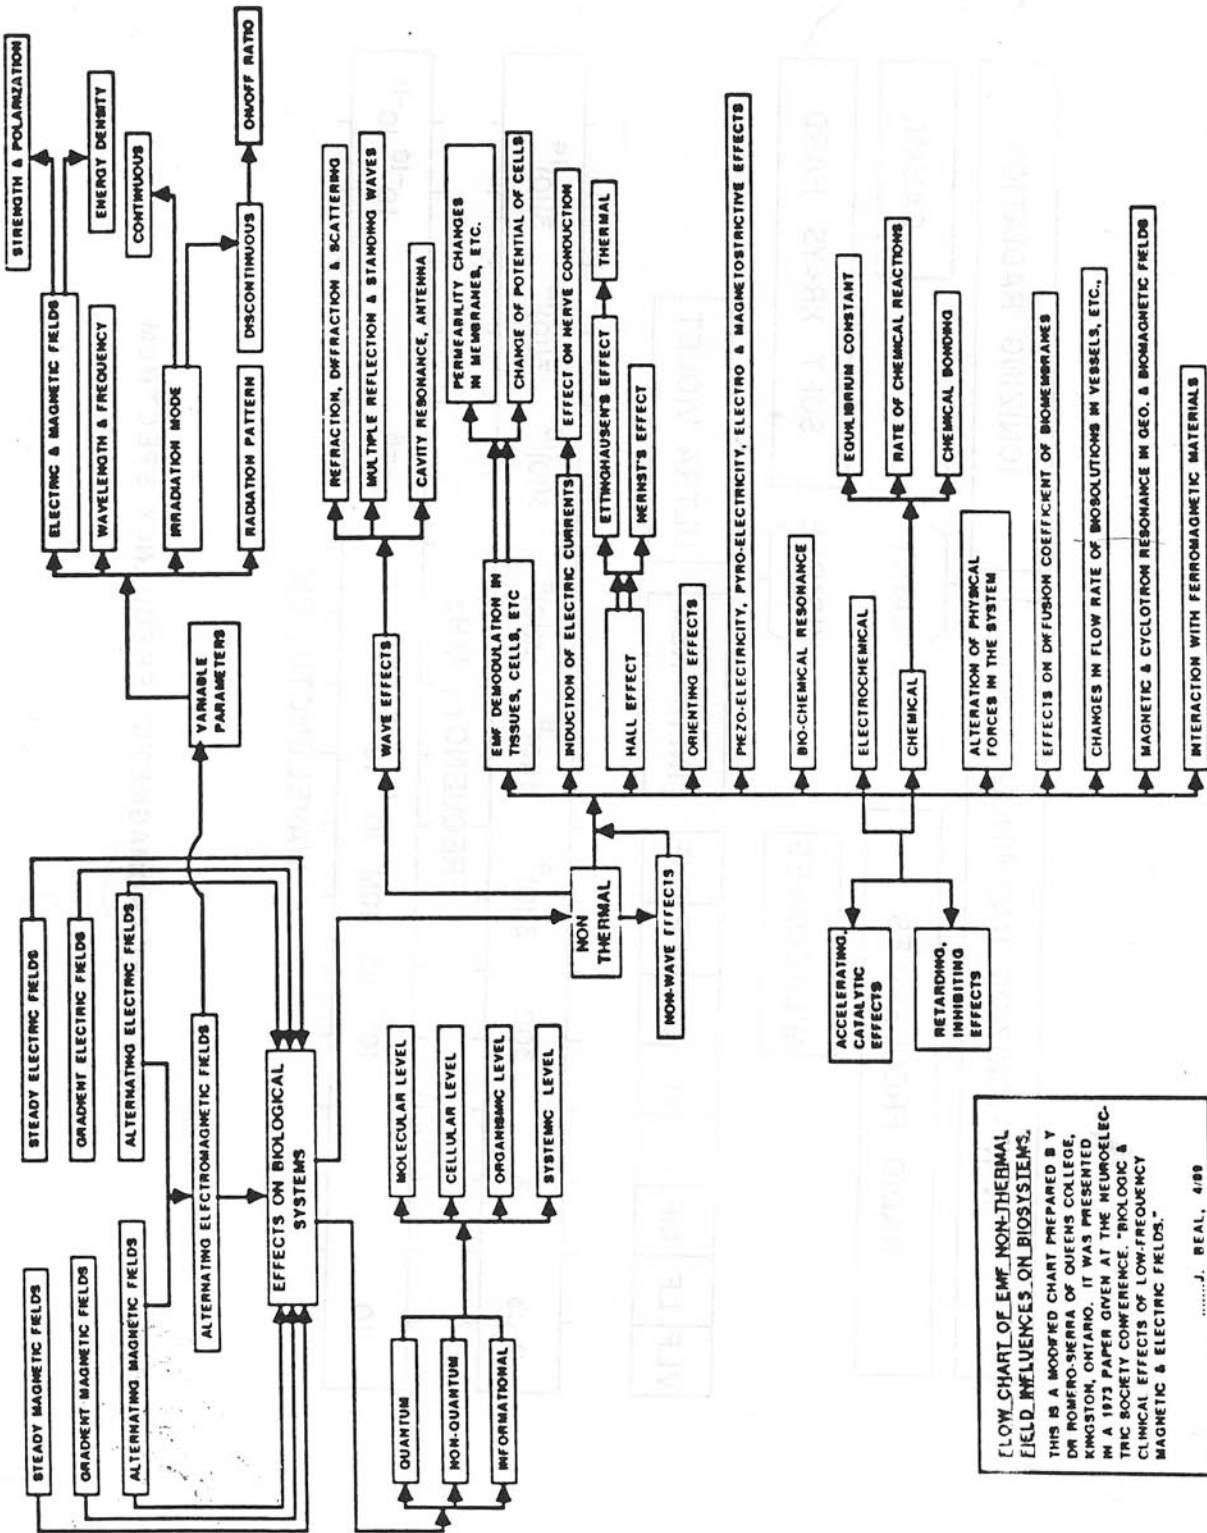 STEADY MAGNETIC FIELDS
GRADIENT MAGNETIC FIELDS
ALTERNATING MAGNETIC FIELDS
STEADY ELECTRIC FIELDS
GRADIENT ELECTRIC FIELDS
ALTERNATING ELECTRIC FIELDS
ALTERNATING ELECTROMAGNETIC FIELDS
EFFECTS ON BIOLOGICAL
SYSTEMS
VARIABLE
PARAMETERS
ELECTRIC & MAGNETIC FIELDS
STRENGTH & POLARIZATION
ENERGY DENSITY
WAVELENGTH & FREQUENCY
IRRADIATION MODE
CONTINUOUS
DISCONTINUOUS
ON/OFF RATIO
RADIATION PATTERN
QUANTUM
NON-QUANTUM
INFORMATIONAL
MOLECULAR LEVEL
CELLULAR LEVEL
ORGANISMIC LEVEL
SYSTEMIC LEVEL
NON
THERMAL
NON-WAVE EFFECTS
WAVE EFFECTS
REFRACTION, DIFFRACTION & SCATTERING
MULTIPLE REFLECTION & STANDING WAVES
CAVITY RESONANCE, ANTENNA
EMF DEMODULATION IN
TISSUES, CELLS, ETC
PERMEABILITY CHANGES
IN MEMBRANES, ETC.
CHANGE OF POTENTIAL OF CELLS
INDUCTION OF ELECTRIC CURRENTS
EFFECT ON NERVE CONDUCTION
HALL EFFECT
ETTINGHAUSEN'S EFFECT
THERMAL
NERNST'S EFFECT
ORIENTING EFFECTS
PIEZO-ELECTRICITY, PYRO-ELECTRICITY, ELECTRO & MAGNETOSTRICTIVE EFFECTS
BIO-CHEMICAL RESONANCE
ELECTROCHEMICAL
CHEMICAL
EQUILIBRIUM CONSTANT
RATE OF CHEMICAL REACTIONS
CHEMICAL BONDING
ACCELERATING,
CATALYTIC
EFFECTS
RETARDING,
INHIBITING
EFFECTS
ALTERATION OF PHYSICAL
FORCES IN THE SYSTEM
EFFECTS ON DIFFUSION COEFFICIENT OF BIOMEMBRANES
CHANGES IN FLOW RATE OF BIOSOLUTIONS IN VESSELS, ETC.,
MAGNETIC & CYCLOTRON RESONANCE IN GEO. & BIOMAGNETIC FIELDS
INTERACTION WITH FERROMAGNETIC MATERIALS
FLOW CHART OF EMF NON-THERMAL
FIELD INFLUENCES ON BIOSYSTEMS.
THIS IS A MODIFIED CHART PREPARED BY
DR ROMERO-SIERRA OF QUEENS COLLEGE,
KINGSTON, ONTARIO. IT WAS PRESENTED
IN A 1973 PAPER GIVEN AT THE NEUROELEC-
TRIC SOCIETY CONFERENCE. "BIOLOGIC &
CLINICAL EFFECTS OF LOW-FREQUENCY
MAGNETIC & ELECTRIC FIELDS."
........J. BEAL, 4/89